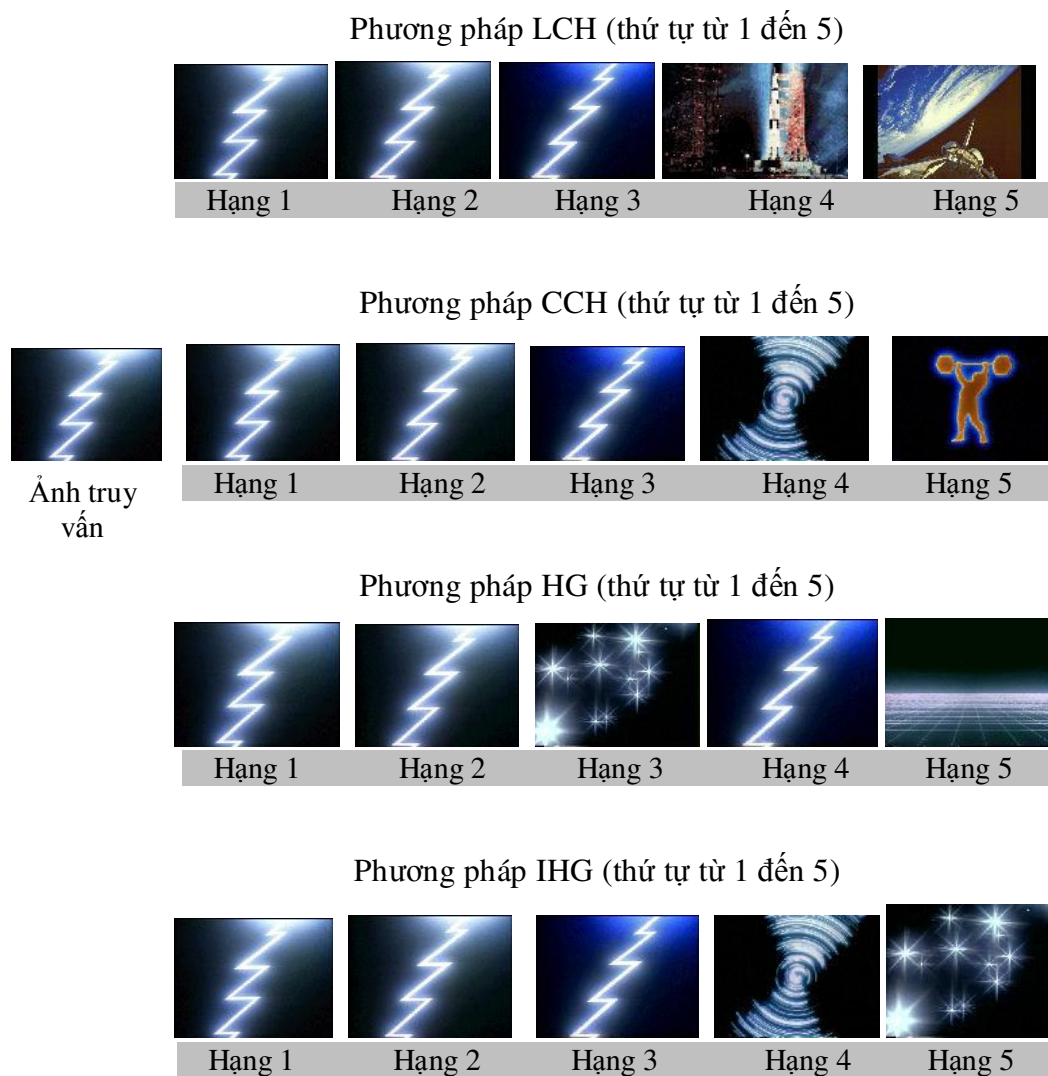 Phương pháp LCH (thứ tự từ 1 đến 5)
Hạng 1 Hạng 2 Hạng 3 Hạng 4 Hạng 5
Phương pháp CCH (thứ tự từ 1 đến 5)
Ảnh truy
vấn
Hạng 1 Hạng 2 Hạng 3 Hạng 4 Hạng 5
Phương pháp HG (thứ tự từ 1 đến 5)
Hạng 1 Hạng 2 Hạng 3 Hạng 4 Hạng 5
Phương pháp IHG (thứ tự từ 1 đến 5)
Hạng 1 Hạng 2 Hạng 3 Hạng 4 Hạng 5